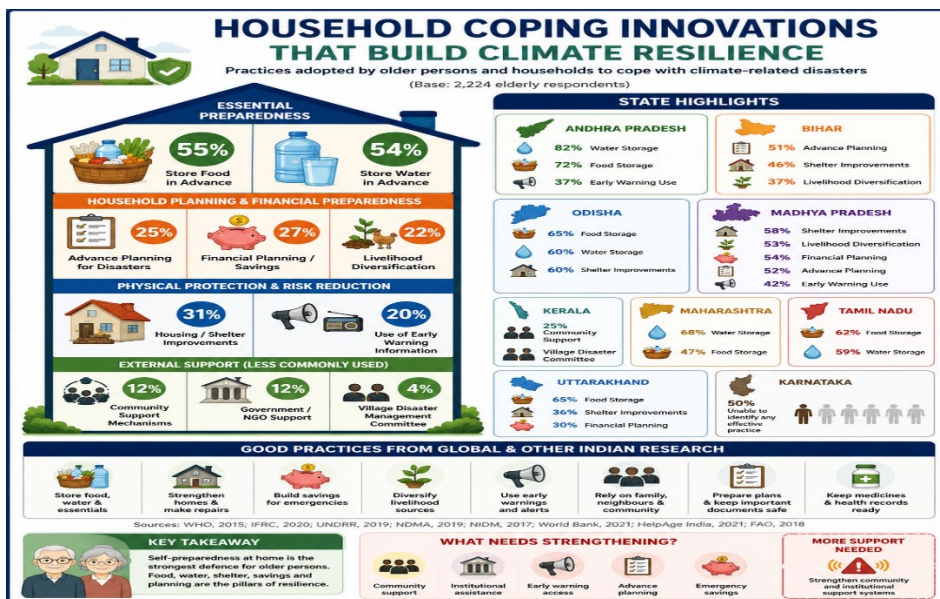 HOUSEHOLD COPING INNOVATIONS
THAT BUILD CLIMATE RESILIENCE
Practices adopted by older persons and households to cope with climate-related disasters
(Base: 2,224 elderly respondents)
ESSENTIAL
PREPAREDNESS
55%
Store Food
in Advance
54%
Store Water
in Advance
HOUSEHOLD PLANNING & FINANCIAL PREPAREDNESS
25%
Advance Planning
for Disasters
27%
Financial Planning /
Savings
22%
Livelihood
Diversification
PHYSICAL PROTECTION & RISK REDUCTION
31%
Housing / Shelter
Improvements
20%
Use of Early
Warning
Information
EXTERNAL SUPPORT (LESS COMMONLY USED)
12%
Community
Support
Mechanisms
12%
Government /
NGO Support
4%
Village Disaster
Management
Committee
STATE HIGHLIGHTS
ANDHRA PRADESH
82% Water Storage
72% Food Storage
37% Early Warning Use
BIHAR
51% Advance Planning
46% Shelter Improvements
37% Livelihood Diversification
ODISHA
65% Food Storage
60% Water Storage
60% Shelter Improvements
MADHYA PRADESH
58% Shelter Improvements
53% Livelihood Diversification
54% Financial Planning
52% Advance Planning
42% Early Warning Use
KERALA
25%
Community
Support
Village Disaster
Committee
MAHARASHTRA
68% Water Storage
47% Food Storage
TAMIL NADU
62% Food Storage
59% Water Storage
UTTARAKHAND
65% Food Storage
36% Shelter Improvements
30% Financial Planning
KARNATAKA
50%
Unable to
identify any
effective
practice
GOOD PRACTICES FROM GLOBAL & OTHER INDIAN RESEARCH
Store food,
water &
essentials
Strengthen
homes &
make repairs
Build savings
for emergencies
Diversify
livelihood
sources
Use early
warnings
and alerts
Rely on family,
neighbours &
community
Prepare plans
& keep important
documents safe
Keep medicines
& health records
ready
Sources: WHO, 2015; IFRC, 2020; UNDRR, 2019; NDMA, 2019; NIDM, 2017; World Bank, 2021; HelpAge India, 2021; FAO, 2018
KEY TAKEAWAY
Self-preparedness at home is the
strongest defence for older persons.
Food, water, shelter, savings and
planning are the pillars of resilience.
WHAT NEEDS STRENGTHENING?
Community
support
Institutional
assistance
Early warning
access
Advance
planning
Emergency
savings
MORE SUPPORT
NEEDED
Strengthen community
and institutional
support systems